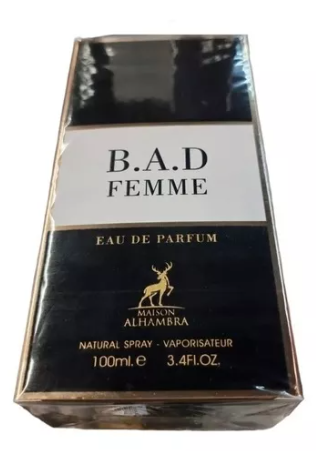 B.A.D
FEMME
EAU DE PARFUM
MAISON
ALHAMBRA
NATURAL SPRAY - VAPORISATEUR
100ml.e 3.4Fl.OZ.